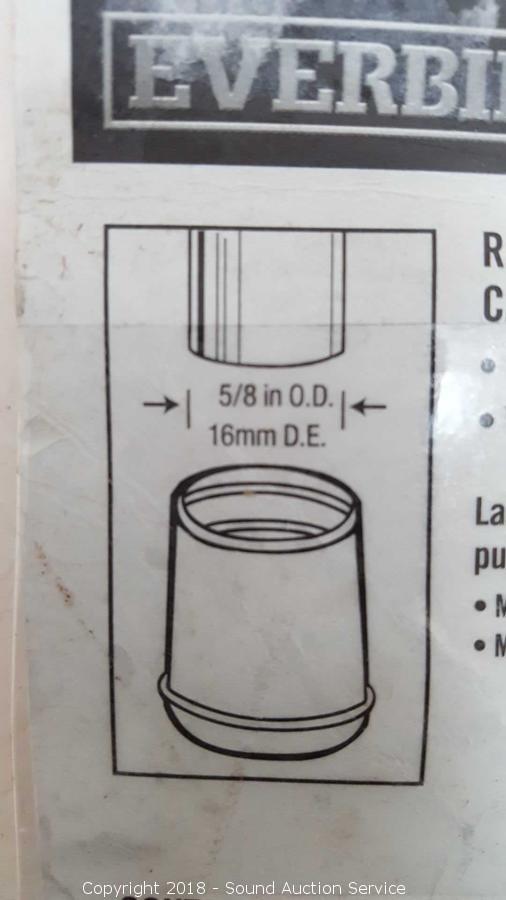 EVERBI
R
C
5/8 in O.D.
16mm D.E.
La
pu
• M
• M
Copyright 2018 - Sound Auction Service